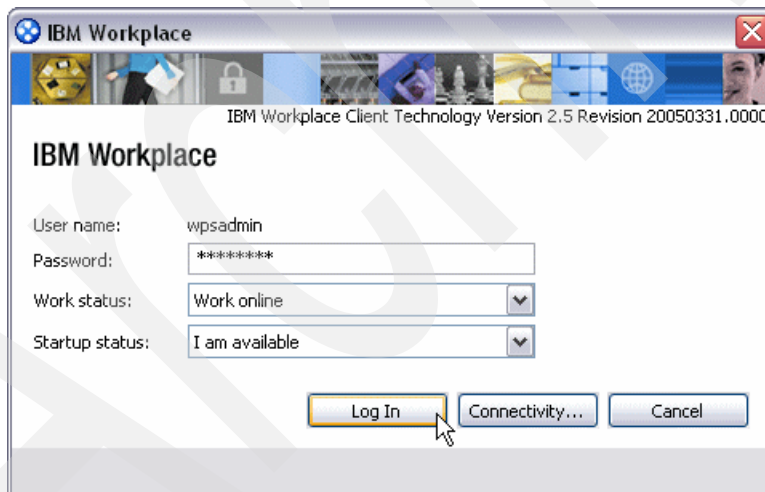 IBM Workplace
IBM Workplace Client Technology Version 2.5 Revision 20050331.0000
IBM Workplace
User name: wpsadmin
Password: ********
Work status: Work online
Startup status: I am available
Log In Connectivity... Cancel